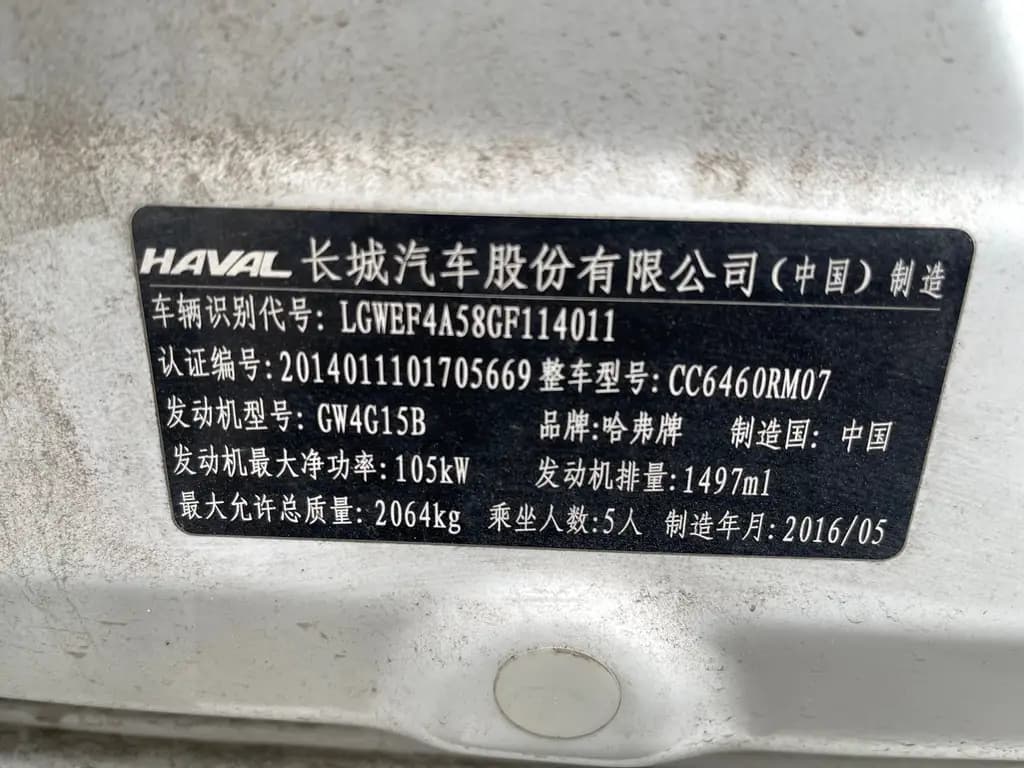 HAVAL 长城汽车股份有限公司（中国）制造
车辆识别代号: LGWEF4A58GF114011
认证编号:2014011101705669 整车型号: CC6460RM07
发动机型号: GW4G15B 品牌:哈弗牌 制造国: 中国
发动机最大净功率:105kW 发动机排量:1497ml
最大允许总质量: 2064kg 乘坐人数:5人 制造年月:2016/05